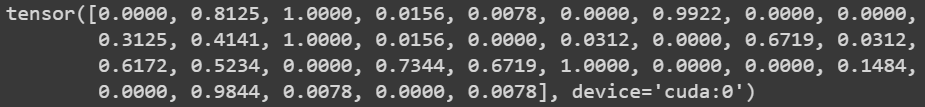 tensor([0.0000, 0.8125, 1.0000, 0.0156, 0.0078, 0.0000, 0.9922, 0.0000, 0.0000,
0.3125, 0.4141, 1.0000, 0.0156, 0.0000, 0.0312, 0.0000, 0.6719, 0.0312,
0.6172, 0.5234, 0.0000, 0.7344, 0.6719, 1.0000, 0.0000, 0.0000, 0.1484,
0.0000, 0.9844, 0.0078, 0.0000, 0.0078], device='cuda:0')